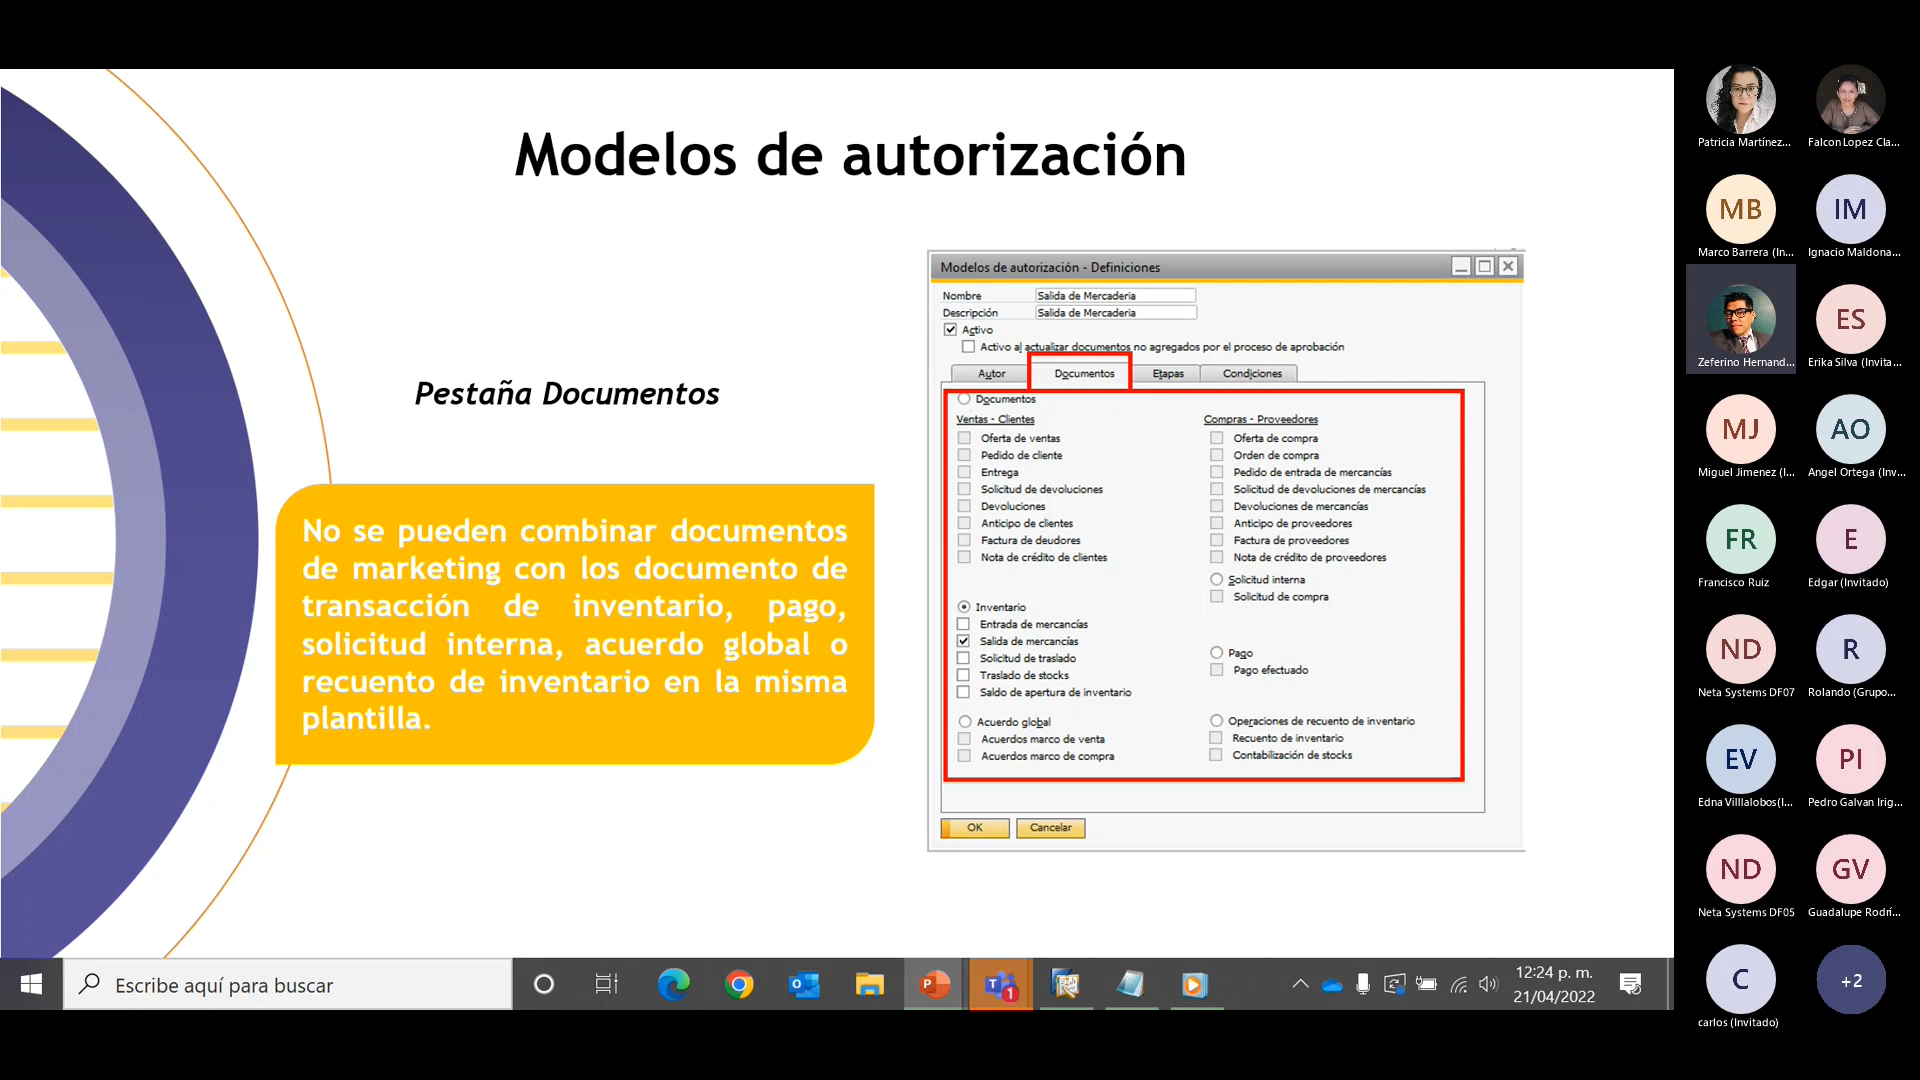 Modelos de autorización
Pestaña Documentos
No se pueden combinar documentos
de marketing con los documento de
transacción de inventario, pago,
solicitud interna, acuerdo global o
recuento de inventario en la misma
plantilla.
Modelos de autorización - Definiciones
Nombre Salida de Mercaderia
Descripción Salida de Mercaderia
Activo
Activo al actualizar documentos no agregados por el proceso de aprobación
Autor Documentos Etapas Condiciones
Documentos
Ventas - Clientes
Oferta de ventas
Pedido de cliente
Entrega
Solicitud de devoluciones
Devoluciones
Anticipo de clientes
Factura de deudores
Nota de crédito de clientes
Compras - Proveedores
Oferta de compra
Orden de compra
Pedido de entrada de mercancías
Solicitud de devoluciones de mercancías
Devoluciones de mercancías
Anticipo de proveedores
Factura de proveedores
Nota de crédito de proveedores
Solicitud interna
Solicitud de compra
Inventario
Entrada de mercancías
Salida de mercancías
Solicitud de traslado
Traslado de stocks
Saldo de apertura de inventario
Pago
Pago efectuado
Acuerdo global
Acuerdos marco de venta
Acuerdos marco de compra
Operaciones de recuento de inventario
Recuento de inventario
Contabilización de stocks
OK Cancelar
Escribe aquí para buscar
1
12:24 p. m.
21/04/2022
Patricia Martínez... Falcon Lopez Cla...
MB IM
Marco Barrera (In... Ignacio Maldona...
ES
Zeferino Hernand... Erika Silva (Invita...
MJ AO
Miguel Jimenez (I... Angel Ortega (Inv...
FR E
Francisco Ruiz Edgar (Invitado)
ND R
Neta Systems DF07 Rolando (Grupo...
EV PI
Edna Villlalobos(I... Pedro Galvan Irig...
ND GV
Neta Systems DF05 Guadalupe Rodrí...
C +2
carlos (Invitado)